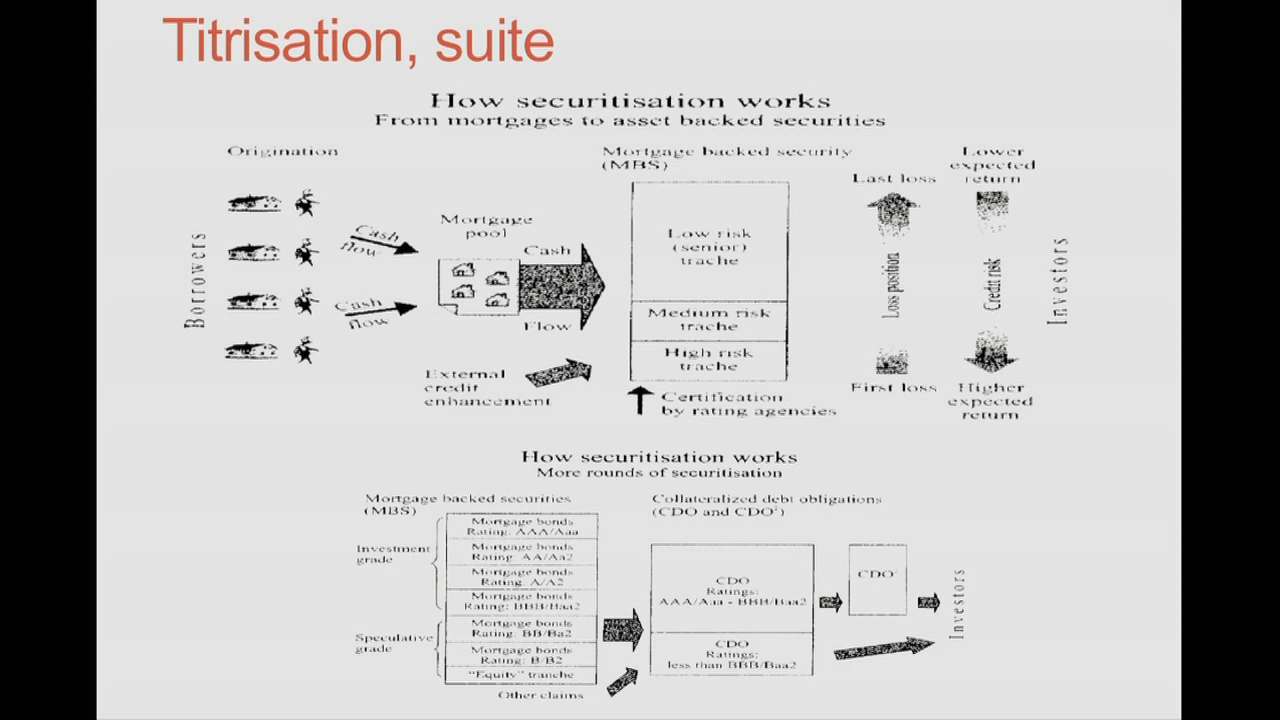 Titrisation, suite
How securitisation works
From mortgages to asset backed securities
Origination
Borrowers
Cash
flow
Cash
flow
Mortgage
pool
Cash
Flow
External
credit
enhancement
Mortgage backed security
(MBS)
Low risk
(senior)
trache
Medium risk
trache
High risk
trache
Certification
by rating agencies
Last loss
Loss position
First loss
Lower
expected
return
Credit risk
Higher
expected
return
Investors
How securitisation works
More rounds of securitisation
Mortgage backed securities
(MBS)
Investment
grade
Speculative
grade
Mortgage bonds
Rating: AAA/Aaa
Mortgage bonds
Rating: AA/Aa2
Mortgage bonds
Rating: A/A2
Mortgage bonds
Rating: BBB/Baa2
Mortgage bonds
Rating: BB/Ba2
Mortgage bonds
Rating: B/B2
"Equity" tranche
Other claims
Collateralized debt obligations
(CDO and CDO²)
CDO
Ratings:
AAA/Aaa - BBB/Baa2
CDO
Ratings:
less than BBB/Baa2
CDO²
Investors